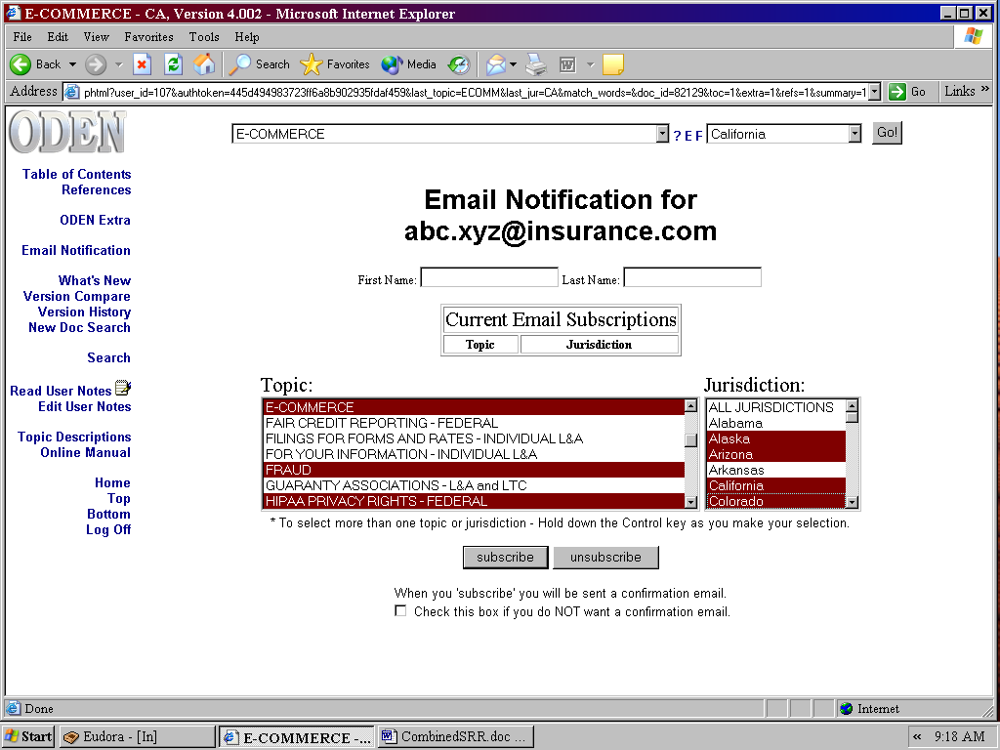 E-COMMERCE - CA, Version 4.002 - Microsoft Internet Explorer
File Edit View Favorites Tools Help
Back Search Favorites Media
Address phtml?user_id=107&authtoken=445d494983723ff6a8b902935fdaf459&last_topic=ECOMM&last_jur=CA&match_words=&doc_id=82129&toc=1&extra=1&refs=1&summary=1 Go Links »
ODEN
E-COMMERCE ? E F California Go!
Table of Contents
References
ODEN Extra
Email Notification
What's New
Version Compare
Version History
New Doc Search
Search
Read User Notes
Edit User Notes
Topic Descriptions
Online Manual
Home
Top
Bottom
Log Off
Email Notification for
abc.xyz@insurance.com
First Name: Last Name:
Current Email Subscriptions
Topic Jurisdiction
Topic: Jurisdiction:
E-COMMERCE ALL JURISDICTIONS
FAIR CREDIT REPORTING - FEDERAL Alabama
FILINGS FOR FORMS AND RATES - INDIVIDUAL L&A Alaska
FOR YOUR INFORMATION - INDIVIDUAL L&A Arizona
FRAUD Arkansas
GUARANTY ASSOCIATIONS - L&A and LTC California
HIPAA PRIVACY RIGHTS - FEDERAL Colorado
* To select more than one topic or jurisdiction - Hold down the Control key as you make your selection.
subscribe unsubscribe
When you 'subscribe' you will be sent a confirmation email.
Check this box if you do NOT want a confirmation email.
Done Internet
Start Eudora - [In] E-COMMERCE -... CombinedSRR.doc ... « 9:18 AM